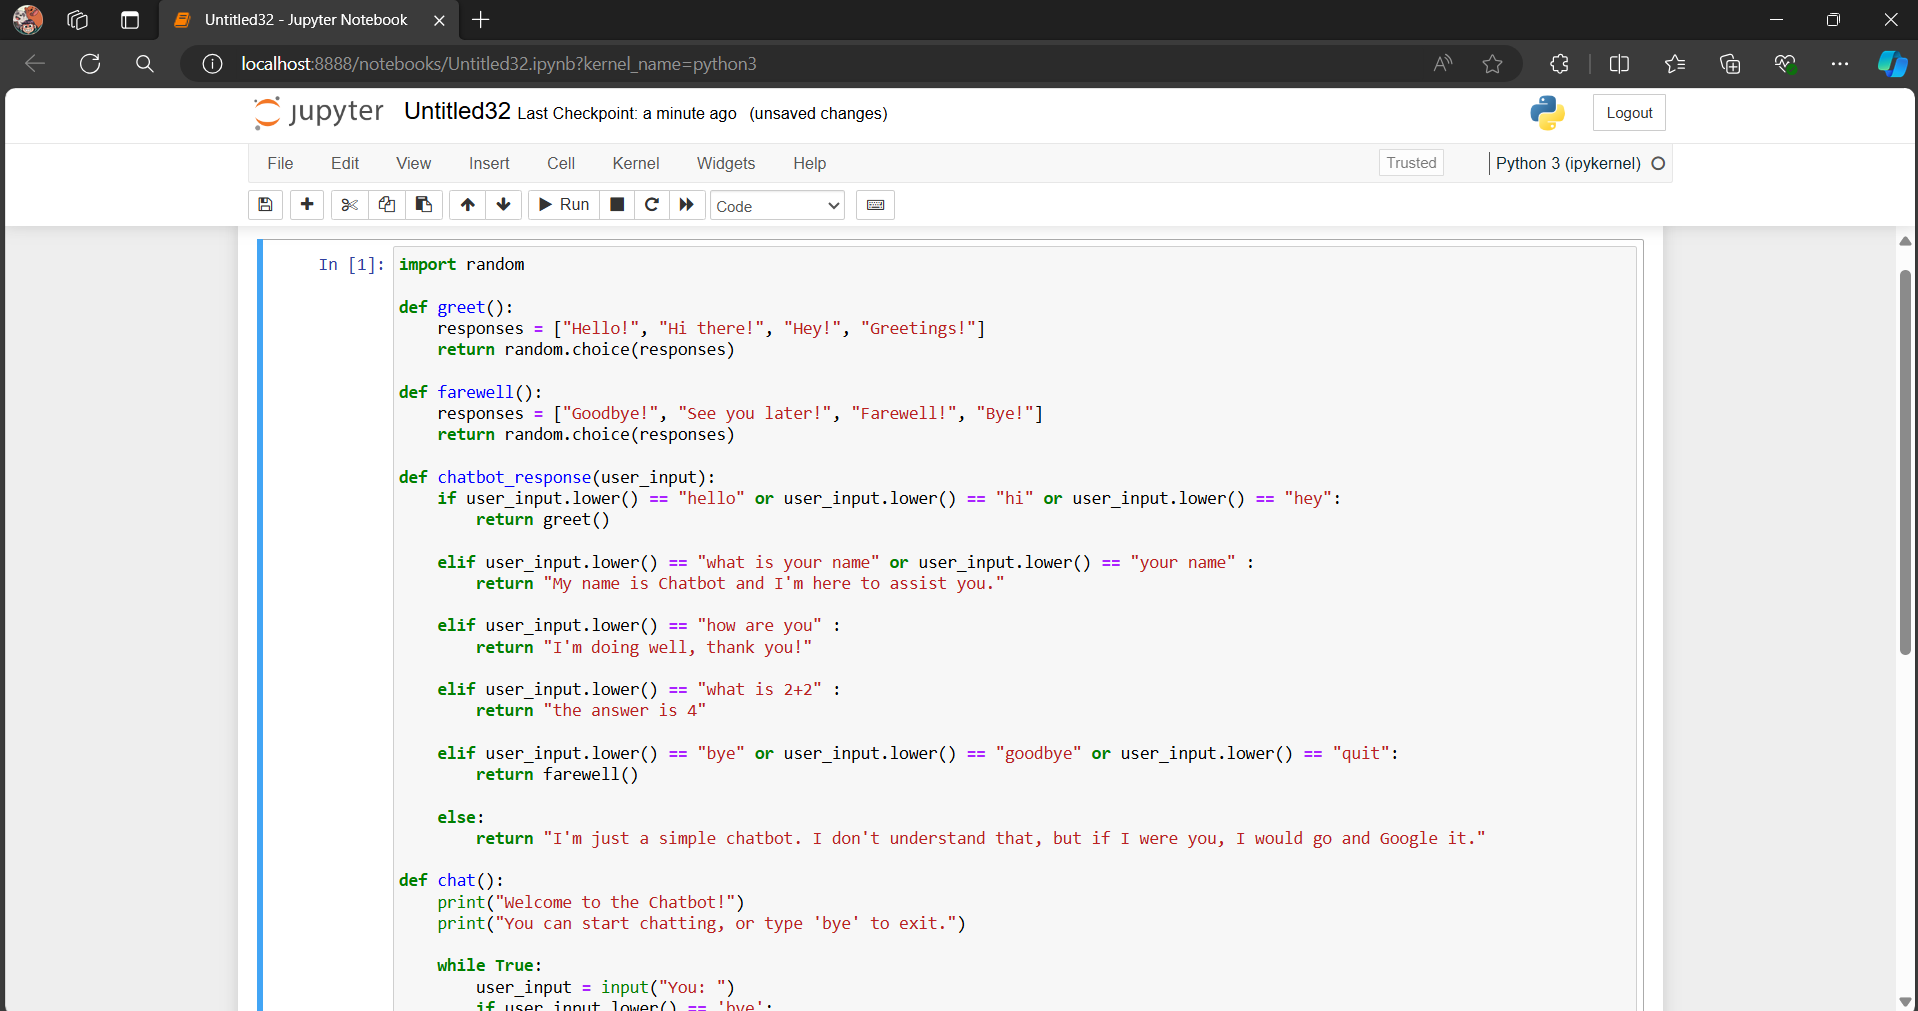 Untitled32 - Jupyter Notebook
localhost:8888/notebooks/Untitled32.ipynb?kernel_name=python3
jupyter Untitled32 Last Checkpoint: a minute ago (unsaved changes)
Logout
File Edit View Insert Cell Kernel Widgets Help
Trusted
Python 3 (ipykernel)
Run
Code
In [1]:
import random

def greet():
    responses = ["Hello!", "Hi there!", "Hey!", "Greetings!"]
    return random.choice(responses)

def farewell():
    responses = ["Goodbye!", "See you later!", "Farewell!", "Bye!"]
    return random.choice(responses)

def chatbot_response(user_input):
    if user_input.lower() == "hello" or user_input.lower() == "hi" or user_input.lower() == "hey":
        return greet()

    elif user_input.lower() == "what is your name" or user_input.lower() == "your name" :
        return "My name is Chatbot and I'm here to assist you."

    elif user_input.lower() == "how are you" :
        return "I'm doing well, thank you!"

    elif user_input.lower() == "what is 2+2" :
        return "the answer is 4"

    elif user_input.lower() == "bye" or user_input.lower() == "goodbye" or user_input.lower() == "quit":
        return farewell()

    else:
        return "I'm just a simple chatbot. I don't understand that, but if I were you, I would go and Google it."

def chat():
    print("Welcome to the Chatbot!")
    print("You can start chatting, or type 'bye' to exit.")

    while True:
        user_input = input("You: ")
        if user_input.lower() == 'bye':